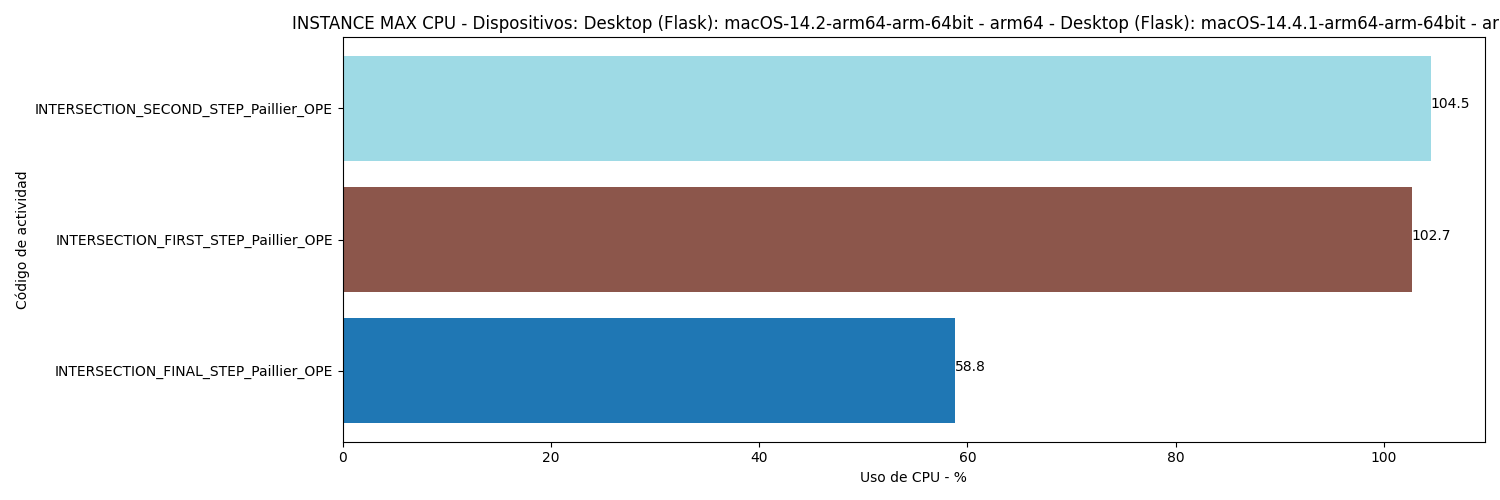 INSTANCE MAX CPU - Dispositivos: Desktop (Flask): macOS-14.2-arm64-arm-64bit - arm64 - Desktop (Flask): macOS-14.4.1-arm64-arm-64bit - ar
INTERSECTION_SECOND_STEP_Paillier_OPE
104.5
INTERSECTION_FIRST_STEP_Paillier_OPE
102.7
INTERSECTION_FINAL_STEP_Paillier_OPE
58.8
Código de actividad
0 20 40 60 80 100
Uso de CPU - %